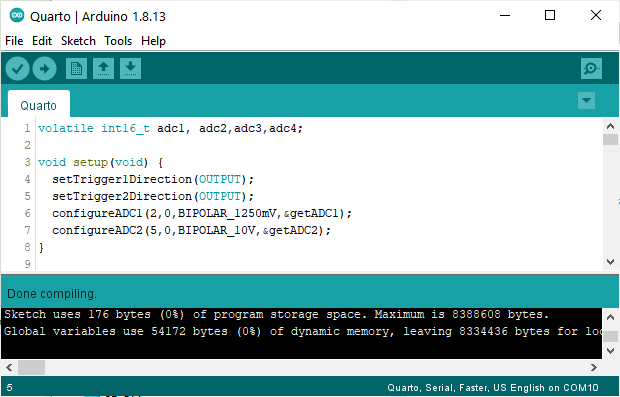 Quarto | Arduino 1.8.13
File Edit Sketch Tools Help
Quarto
1 volatile int16_t adc1, adc2,adc3,adc4;
2
3 void setup(void) {
4 setTrigger1Direction(OUTPUT);
5 setTrigger2Direction(OUTPUT);
6 configureADC1(2,0,BIPOLAR_1250mV,&getADC1);
7 configureADC2(5,0,BIPOLAR_10V,&getADC2);
8 }
9
Done compiling.
Sketch uses 176 bytes (0%) of program storage space. Maximum is 8388608 bytes.
Global variables use 54172 bytes (0%) of dynamic memory, leaving 8334436 bytes for loc
5 Quarto, Serial, Faster, US English on COM10